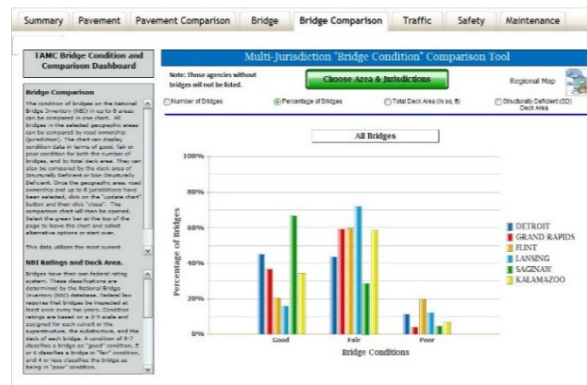 Summary Pavement Pavement Comparison Bridge Bridge Comparison Traffic Safety Maintenance
TAMC Bridge Condition and
Comparison Dashboard
Bridge Comparison
The condition of bridges on the National
Bridge Inventory (NBI) in up to 8 areas
can be compared in one chart. All
bridges in the selected geographic areas
can be compared by road ownership
(jurisdiction). The chart can display
condition data in terms of good, fair or
poor condition for both the number of
bridges, and by total deck area. They can
also be compared by the deck area of
Structurally Deficient or Non Structurally
Deficient. Once the geographic area, road
ownership and up to 8 jurisdictions have
been selected, click on the "update chart"
button and then click "close". The
comparison chart will then be opened.
Select the green bar at the top of the
page to leave the chart and select
alternative options or start over.
This data utilizes the most current
NBI Ratings and Deck Area.
Bridges have their own federal rating
system. These classifications are
determined by the National Bridge
Inventory (NBI) database. Federal law
requires that bridges be inspected at
least once every two years. Condition
ratings are based on a 0-9 scale and
assigned for each culvert or the
superstructure, the substructure, and the
deck of each bridge. A condition of 9-7
classifies a bridge as "good" condition, 5
or 6 classifies a bridge in "fair" condition,
and 4 or less classifies the bridge as
being in "poor" condition.
Multi-Jurisdiction "Bridge Condition" Comparison Tool
Note: Those agencies without
bridges will not be listed.
Choose Area & Jurisdictions
Regional Map
Number of Bridges Percentage of Bridges Total Deck Area (in sq. ft) Structurally Deficient (SD)
Deck Area
All Bridges
Percentage of Bridges
100%
80%
60%
40%
20%
0%
Good Fair Poor
Bridge Conditions
DETROIT
GRAND RAPIDS
FLINT
LANSING
SAGINAW
KALAMAZOO